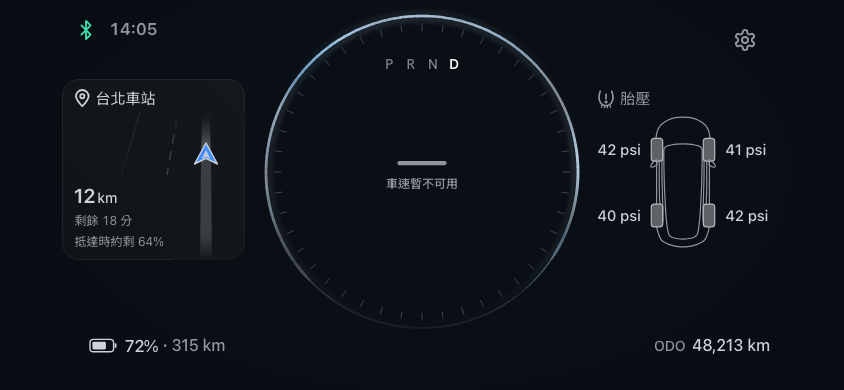 14:05
P R N D
台北車站
12 km
剩餘 18 分
抵達時約剩 64%
車速暫不可用
胎壓
42 psi
41 psi
40 psi
42 psi
72% · 315 km
ODO 48,213 km